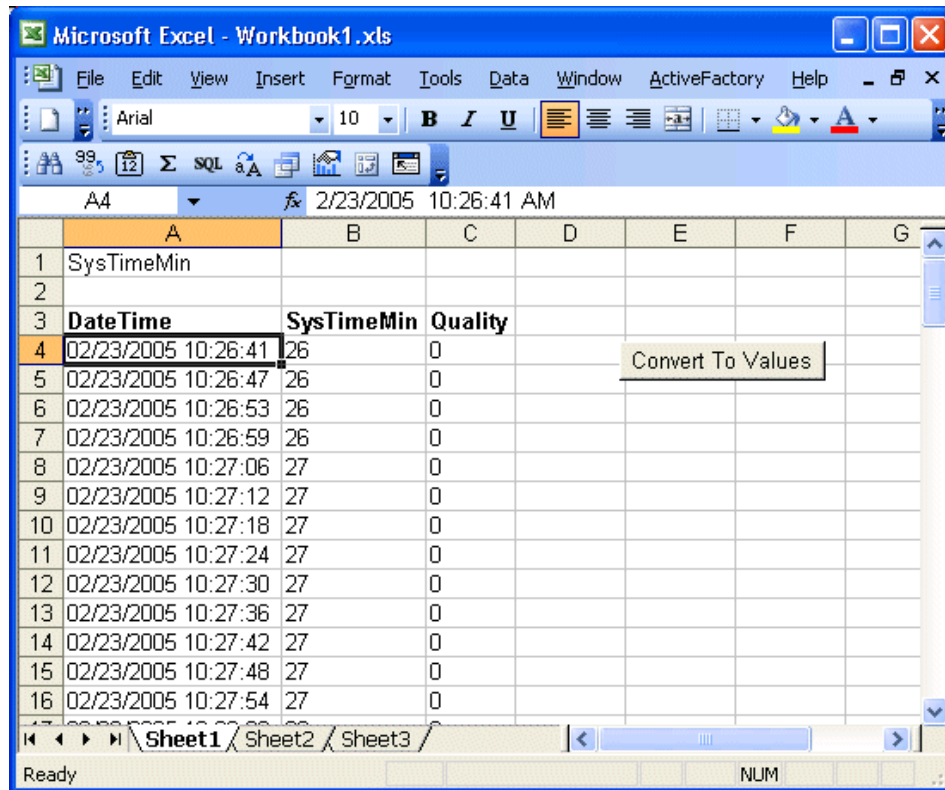 Microsoft Excel - Workbook1.xls
File Edit View Insert Format Tools Data Window ActiveFactory Help
Arial 10 B I U A
SQL
A4 fx 2/23/2005 10:26:41 AM
A B C D E F G
1 SysTimeMin
2
3 DateTime SysTimeMin Quality
4 02/23/2005 10:26:41 26 0 Convert To Values
5 02/23/2005 10:26:47 26 0
6 02/23/2005 10:26:53 26 0
7 02/23/2005 10:26:59 26 0
8 02/23/2005 10:27:06 27 0
9 02/23/2005 10:27:12 27 0
10 02/23/2005 10:27:18 27 0
11 02/23/2005 10:27:24 27 0
12 02/23/2005 10:27:30 27 0
13 02/23/2005 10:27:36 27 0
14 02/23/2005 10:27:42 27 0
15 02/23/2005 10:27:48 27 0
16 02/23/2005 10:27:54 27 0
Sheet1 Sheet2 Sheet3
Ready NUM